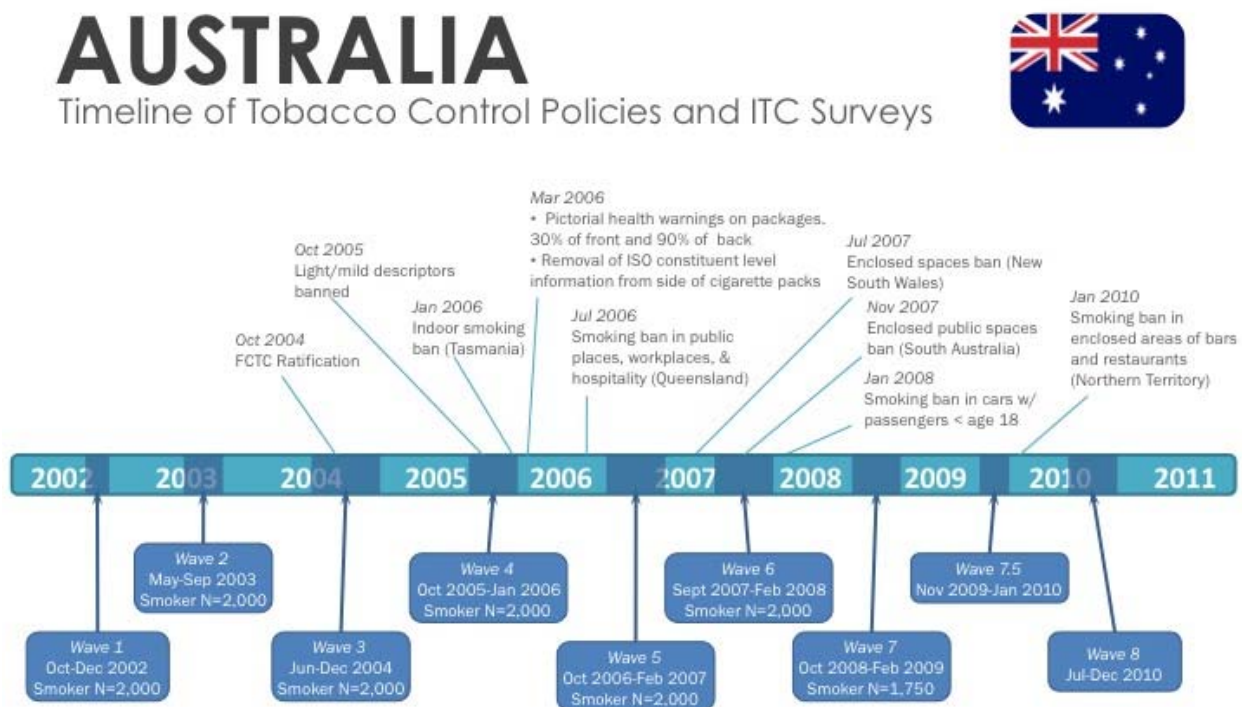 AUSTRALIA
Timeline of Tobacco Control Policies and ITC Surveys
Mar 2006
• Pictorial health warnings on packages.
30% of front and 90% of back
• Removal of ISO constituent level
information from side of cigarette packs
Oct 2005
Light/mild descriptors
banned
Jul 2007
Enclosed spaces ban (New
South Wales)
Jan 2006
Indoor smoking
ban (Tasmania)
Jul 2006
Smoking ban in public
places, workplaces, &
hospitality (Queensland)
Nov 2007
Enclosed public spaces
ban (South Australia)
Jan 2010
Smoking ban in
enclosed areas of bars
and restaurants
(Northern Territory)
Oct 2004
FCTC Ratification
Jan 2008
Smoking ban in cars w/
passengers < age 18
2002 2003 2004 2005 2006 2007 2008 2009 2010 2011
Wave 1
Oct-Dec 2002
Smoker N=2,000
Wave 2
May-Sep 2003
Smoker N=2,000
Wave 3
Jun-Dec 2004
Smoker N=2,000
Wave 4
Oct 2005-Jan 2006
Smoker N=2,000
Wave 5
Oct 2006-Feb 2007
Smoker N=2,000
Wave 6
Sept 2007-Feb 2008
Smoker N=2,000
Wave 7
Oct 2008-Feb 2009
Smoker N=1,750
Wave 7.5
Nov 2009-Jan 2010
Wave 8
Jul-Dec 2010